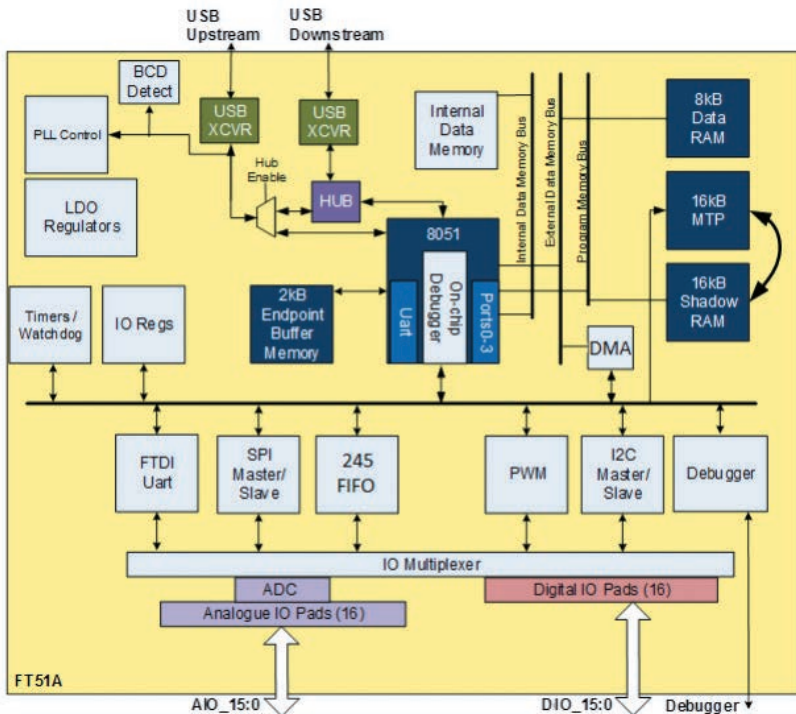 USB
Upstream
USB
Downstream
BCD
Detect
PLL Control
USB
XCVR
USB
XCVR
Internal
Data
Memory
8kB
Data
RAM
Hub
Enable
LDO
Regulators
HUB
Internal Data Memory Bus
External Data Memory Bus
Program Memory Bus
16kB
MTP
8051
Uart
On-chip
Debugger
Ports0-3
2kB
Endpoint
Buffer
Memory
16kB
Shadow
RAM
Timers /
Watchdog
IO Regs
DMA
FTDI
Uart
SPI
Master/
Slave
245
FIFO
PWM
I2C
Master/
Slave
Debugger
IO Multiplexer
ADC
Analogue IO Pads (16)
Digital IO Pads (16)
FT51A
AIO_15:0
DIO_15:0
Debugger